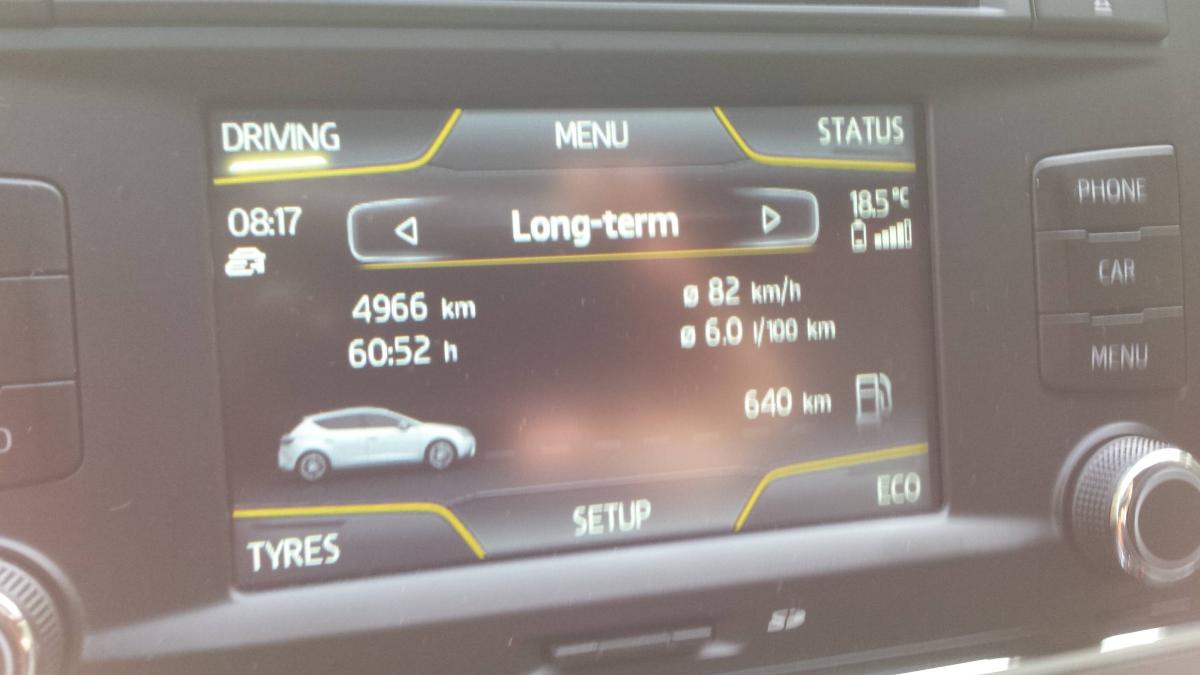 DRIVING MENU STATUS
08:17 Long-term 18.5°C
4966 km ø 82 km/h
60:52 h ø 6.0 l/100 km
640 km
TYRES SETUP ECO
PHONE
CAR
MENU
SD